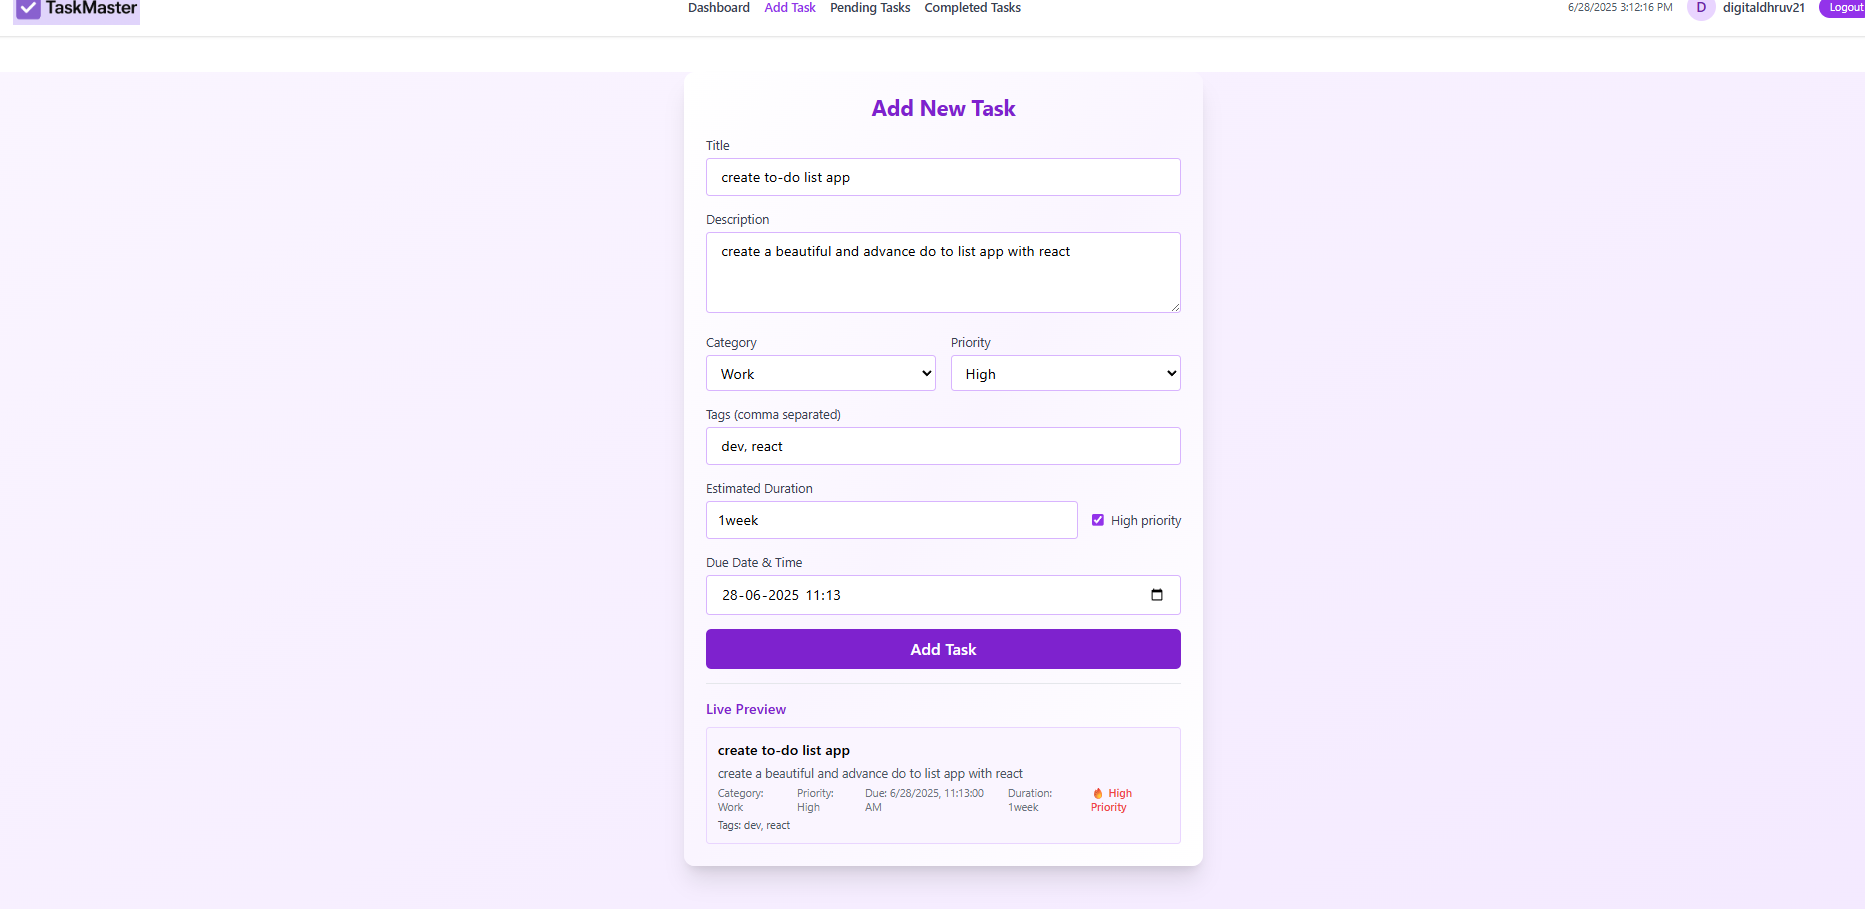 TaskMaster
Dashboard Add Task Pending Tasks Completed Tasks
6/28/2025 3:12:16 PM D digitaldhruv21 Logout
Add New Task
Title
create to-do list app
Description
create a beautiful and advance do to list app with react
Category Priority
Work High
Tags (comma separated)
dev, react
Estimated Duration
1week High priority
Due Date & Time
28-06-2025 11:13
Add Task
Live Preview
create to-do list app
create a beautiful and advance do to list app with react
Category: Priority: Due: 6/28/2025, 11:13:00 Duration: 🔥 High
Work High AM 1week Priority
Tags: dev, react